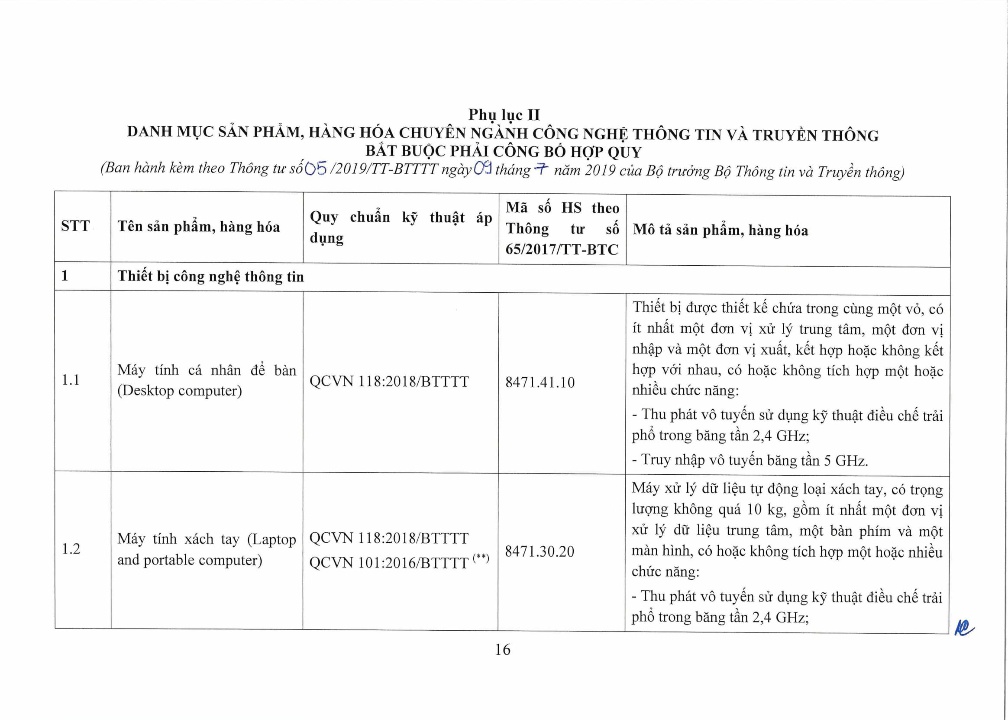 Phụ lục II
DANH MỤC SẢN PHẨM, HÀNG HÓA CHUYÊN NGÀNH CÔNG NGHỆ THÔNG TIN VÀ TRUYỀN THÔNG
BẮT BUỘC PHẢI CÔNG BỐ HỢP QUY
(Ban hành kèm theo Thông tư số 05 /2019/TT-BTTTT ngày 09 tháng 7 năm 2019 của Bộ trưởng Bộ Thông tin và Truyền thông)
STT
Tên sản phẩm, hàng hóa
Quy chuẩn kỹ thuật áp
dụng
Mã số HS theo
Thông tư số
65/2017/TT-BTC
Mô tả sản phẩm, hàng hóa
1
Thiết bị công nghệ thông tin
1.1
Máy tính cá nhân để bàn
(Desktop computer)
QCVN 118:2018/BTTTT
8471.41.10
Thiết bị được thiết kế chứa trong cùng một vỏ, có
ít nhất một đơn vị xử lý trung tâm, một đơn vị
nhập và một đơn vị xuất, kết hợp hoặc không kết
hợp với nhau, có hoặc không tích hợp một hoặc
nhiều chức năng:
- Thu phát vô tuyến sử dụng kỹ thuật điều chế trải
phổ trong băng tần 2,4 GHz;
- Truy nhập vô tuyến băng tần 5 GHz.
1.2
Máy tính xách tay (Laptop
and portable computer)
QCVN 118:2018/BTTTT
QCVN 101:2016/BTTTT (**)
8471.30.20
Máy xử lý dữ liệu tự động loại xách tay, có trọng
lượng không quá 10 kg, gồm ít nhất một đơn vị
xử lý dữ liệu trung tâm, một bàn phím và một
màn hình, có hoặc không tích hợp một hoặc nhiều
chức năng:
- Thu phát vô tuyến sử dụng kỹ thuật điều chế trải
phổ trong băng tần 2,4 GHz;
16